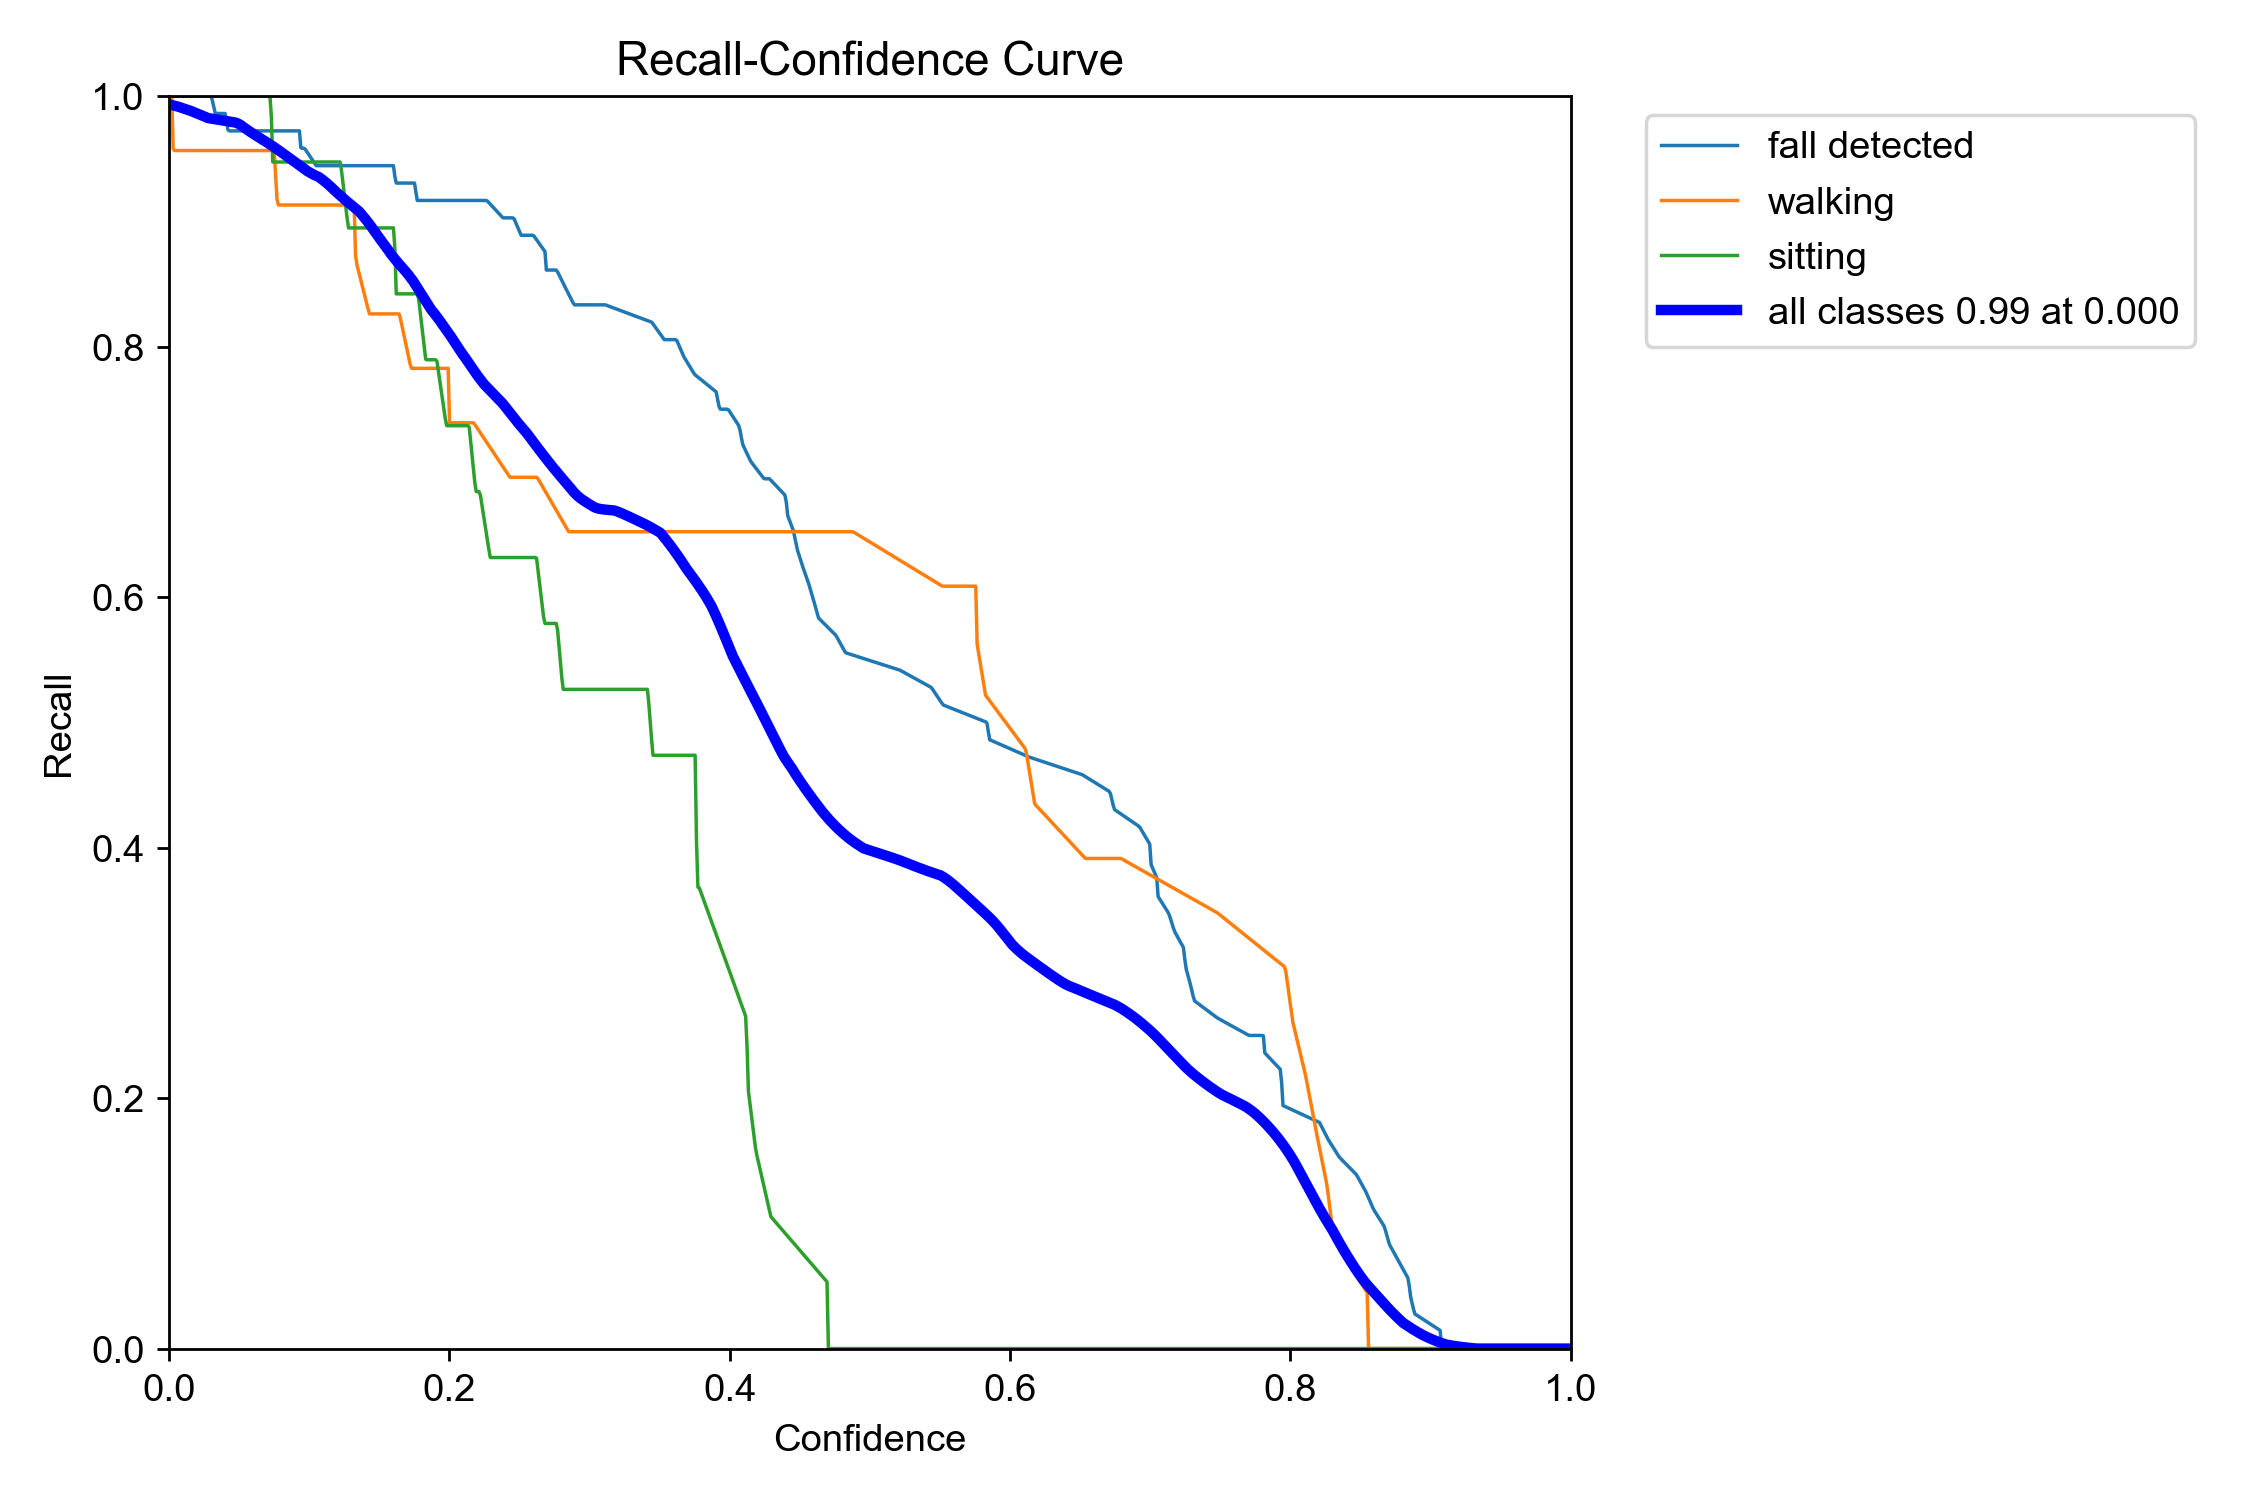 Recall-Confidence Curve
1.0
0.8
0.6
0.4
0.2
0.0
Recall
0.0 0.2 0.4 0.6 0.8 1.0
Confidence
fall detected
walking
sitting
all classes 0.99 at 0.000